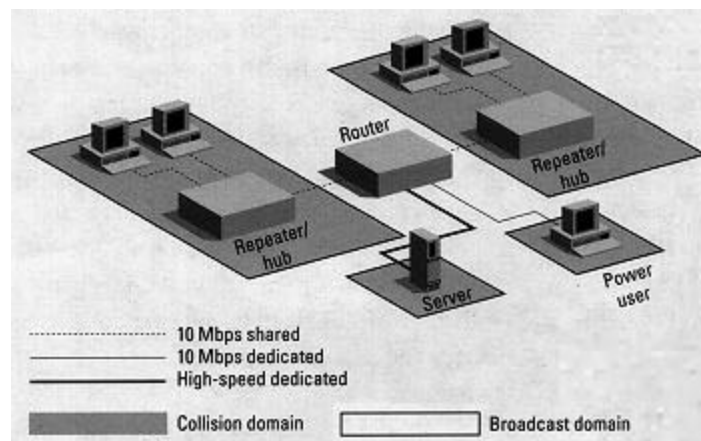 Router
Repeater/
hub
Repeater/
hub
Server
Power
user
10 Mbps shared
10 Mbps dedicated
High-speed dedicated
Collision domain
Broadcast domain